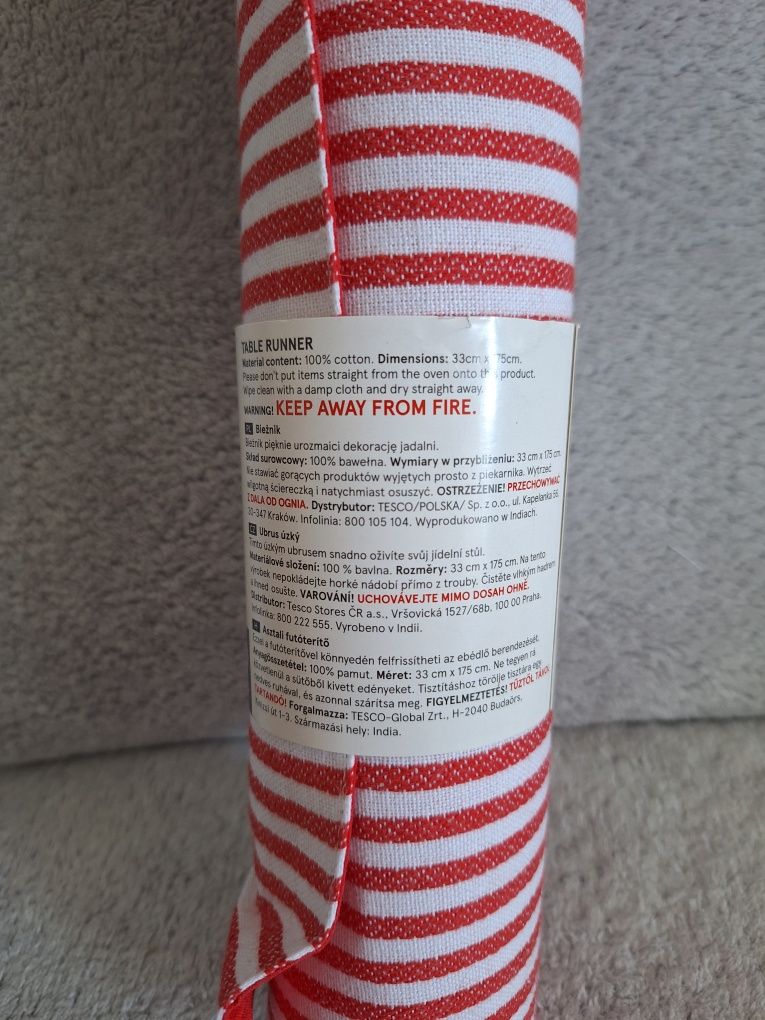 TABLE RUNNER
Material content: 100% cotton. Dimensions: 33cm x 175cm.
Please don't put items straight from the oven onto this product.
Wipe clean with a damp cloth and dry straight away.
WARNING! KEEP AWAY FROM FIRE.
PL Bieżnik
Bieżnik pięknie urozmaici dekorację jadalni.
Skład surowcowy: 100% bawełna. Wymiary w przybliżeniu: 33 cm x 175 cm.
Nie stawiać gorących produktów wyjętych prosto z piekarnika. Wytrzeć
wilgotną ściereczką i natychmiast osuszyć. OSTRZEŻENIE! PRZECHOWYWAĆ
Z DALA OD OGNIA. Dystrybutor: TESCO/POLSKA/ Sp. z o.o., ul. Kapelanka 56,
30-347 Kraków. Infolinia: 800 105 104. Wyprodukowano w Indiach.
CZ Ubrus úzký
Tímto úzkým ubrusem snadno oživíte svůj jídelní stůl.
Materiálové složení: 100 % bavlna. Rozměry: 33 cm x 175 cm. Na tento
výrobek nepokládejte horké nádobí přímo z trouby. Čistěte vlhkým hadrem
a ihned osušte. VAROVÁNÍ! UCHOVÁVEJTE MIMO DOSAH OHNĚ.
Distributor: Tesco Stores ČR a.s., Vršovická 1527/68b, 100 00 Praha.
Infolinka: 800 222 555. Vyrobeno v Indii.
Asztali futóterítő
Ezzel a futóterítővel könnyedén felfrissítheti az ebédlő berendezését.
Anyagösszetétel: 100% pamut. Méret: 33 cm x 175 cm. Ne tegyen rá
közvetlenül a sütőből kivett edényeket. Tisztításhoz törölje tisztára egy
nedves ruhával, és azonnal szárítsa meg. FIGYELMEZTETÉS! TŰZTŐL TÁVOL
TARTANDÓ! Forgalmazza: TESCO-Global Zrt., H-2040 Budaörs,
Kinizsi út 1-3. Származási hely: India.